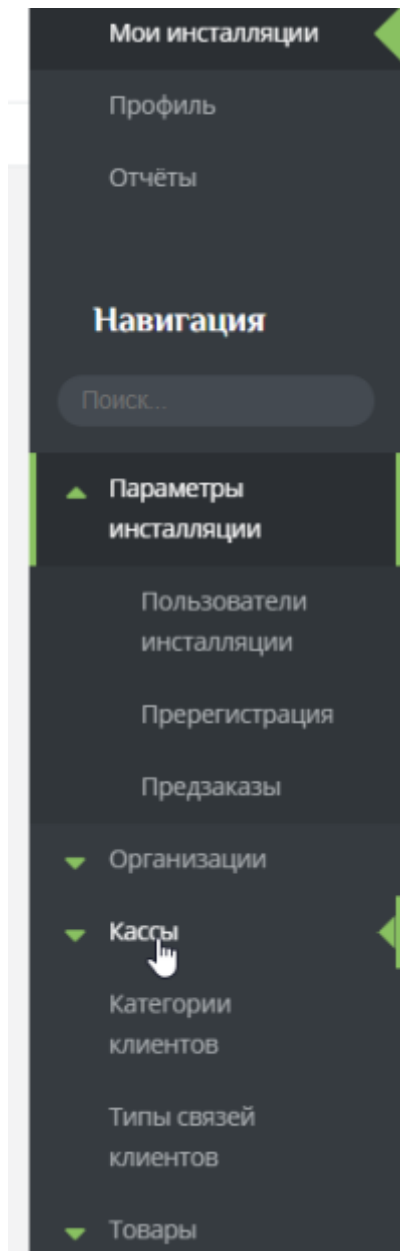 Мои инсталляции
Профиль
Отчёты
Навигация
Поиск...
Параметры
инсталляции
Пользователи
инсталляции
Пререгистрация
Предзаказы
Организации
Кассы
Категории
клиентов
Типы связей
клиентов
Товары